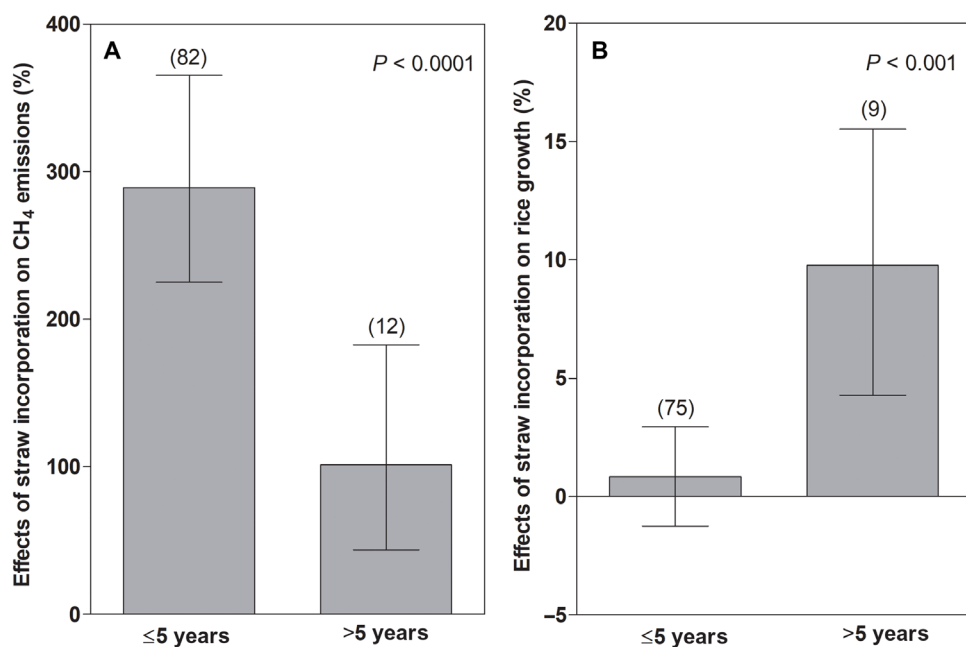 A
P < 0.0001
Effects of straw incorporation on CH₄ emissions (%)
400
300
200
100
0
(82)
(12)
≤5 years
>5 years
B
P < 0.001
Effects of straw incorporation on rice growth (%)
20
15
10
5
0
–5
(75)
(9)
≤5 years
>5 years